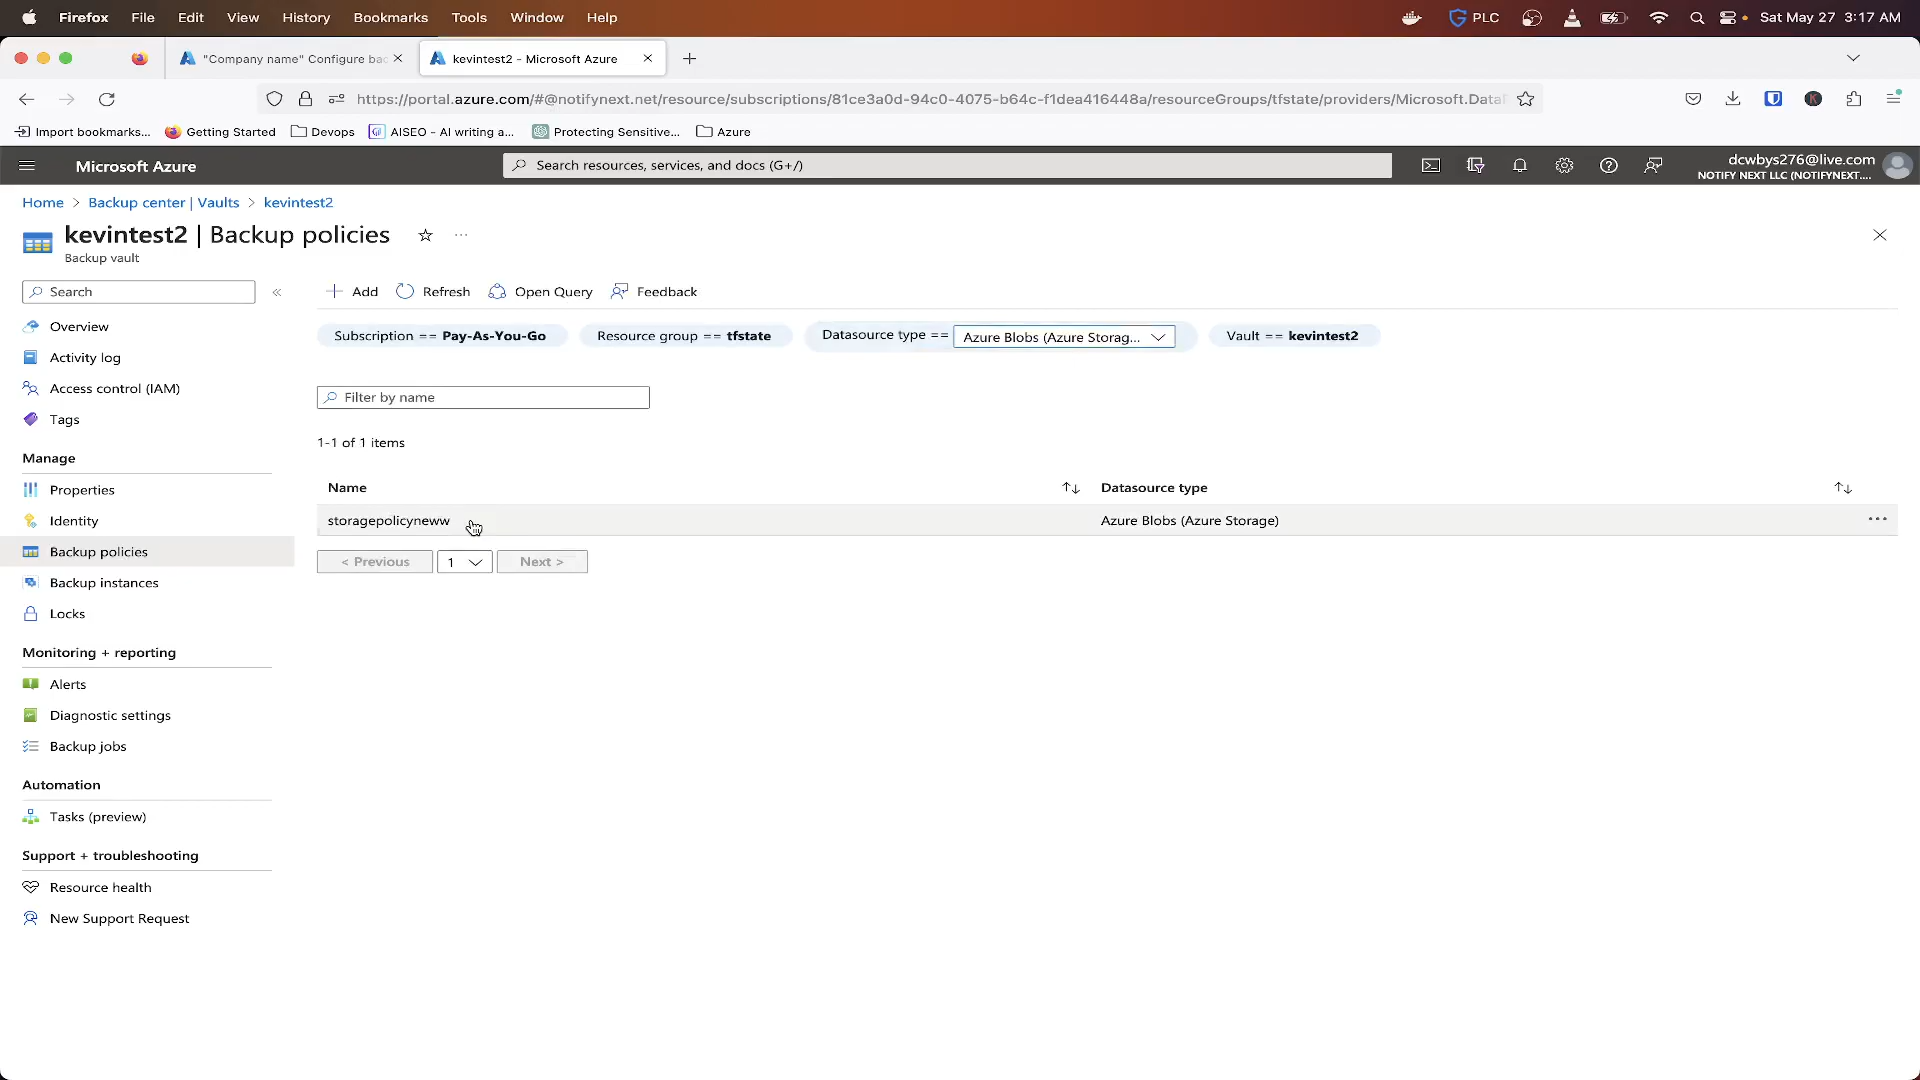 Firefox File Edit View History Bookmarks Tools Window Help PLC Sat May 27 3:17 AM
"Company name" Configure bac kevintest2 - Microsoft Azure
https://portal.azure.com/#@notifynext.net/resource/subscriptions/81ce3a0d-94c0-4075-b64c-f1dea416448a/resourceGroups/tfstate/providers/Microsoft.DataP
Import bookmarks... Getting Started Devops AISEO - AI writing a... Protecting Sensitive... Azure
Microsoft Azure Search resources, services, and docs (G+/) dcwbys276@live.com
NOTIFY NEXT LLC (NOTIFYNEXT....
Home > Backup center | Vaults > kevintest2
kevintest2 | Backup policies
Backup vault
Search
Add Refresh Open Query Feedback
Overview
Activity log
Access control (IAM)
Tags
Manage
Properties
Identity
Backup policies
Backup instances
Locks
Monitoring + reporting
Alerts
Diagnostic settings
Backup jobs
Automation
Tasks (preview)
Support + troubleshooting
Resource health
New Support Request
Subscription == Pay-As-You-Go Resource group == tfstate Datasource type == Azure Blobs (Azure Storag... Vault == kevintest2
Filter by name
1-1 of 1 items
Name Datasource type
storagepolicyneww Azure Blobs (Azure Storage)
< Previous 1 Next >